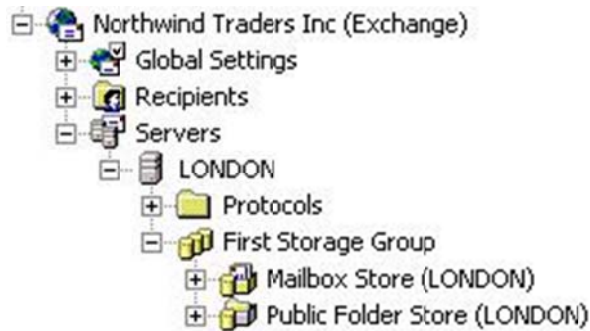 Northwind Traders Inc (Exchange)
Global Settings
Recipients
Servers
LONDON
Protocols
First Storage Group
Mailbox Store (LONDON)
Public Folder Store (LONDON)